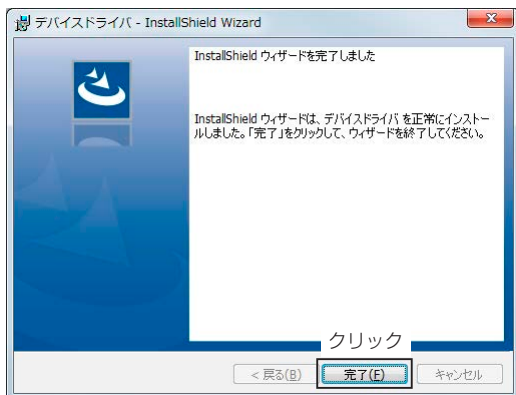 デバイスドライバ - InstallShield Wizard
InstallShield ウィザードを完了しました
InstallShield ウィザードは、デバイスドライバ を正常にインストー
ルしました。「完了」をクリックして、ウィザードを終了してください。
クリック
< 戻る(B)
完了(F)
キャンセル